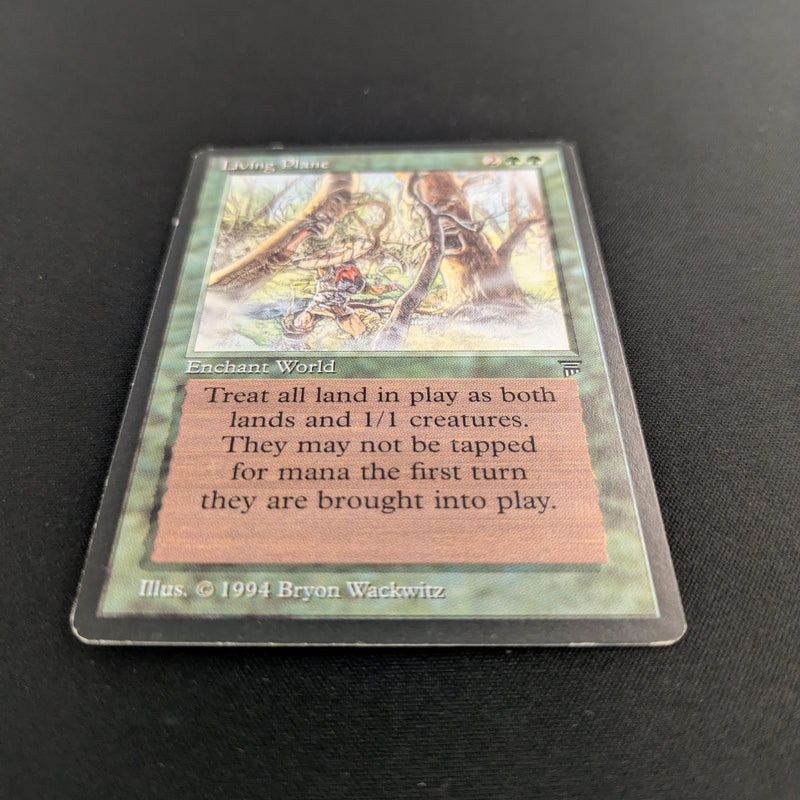 Living Plane
2
Enchant World
Treat all land in play as both
lands and 1/1 creatures.
They may not be tapped
for mana the first turn
they are brought into play.
Illus. © 1994 Bryon Wackwitz